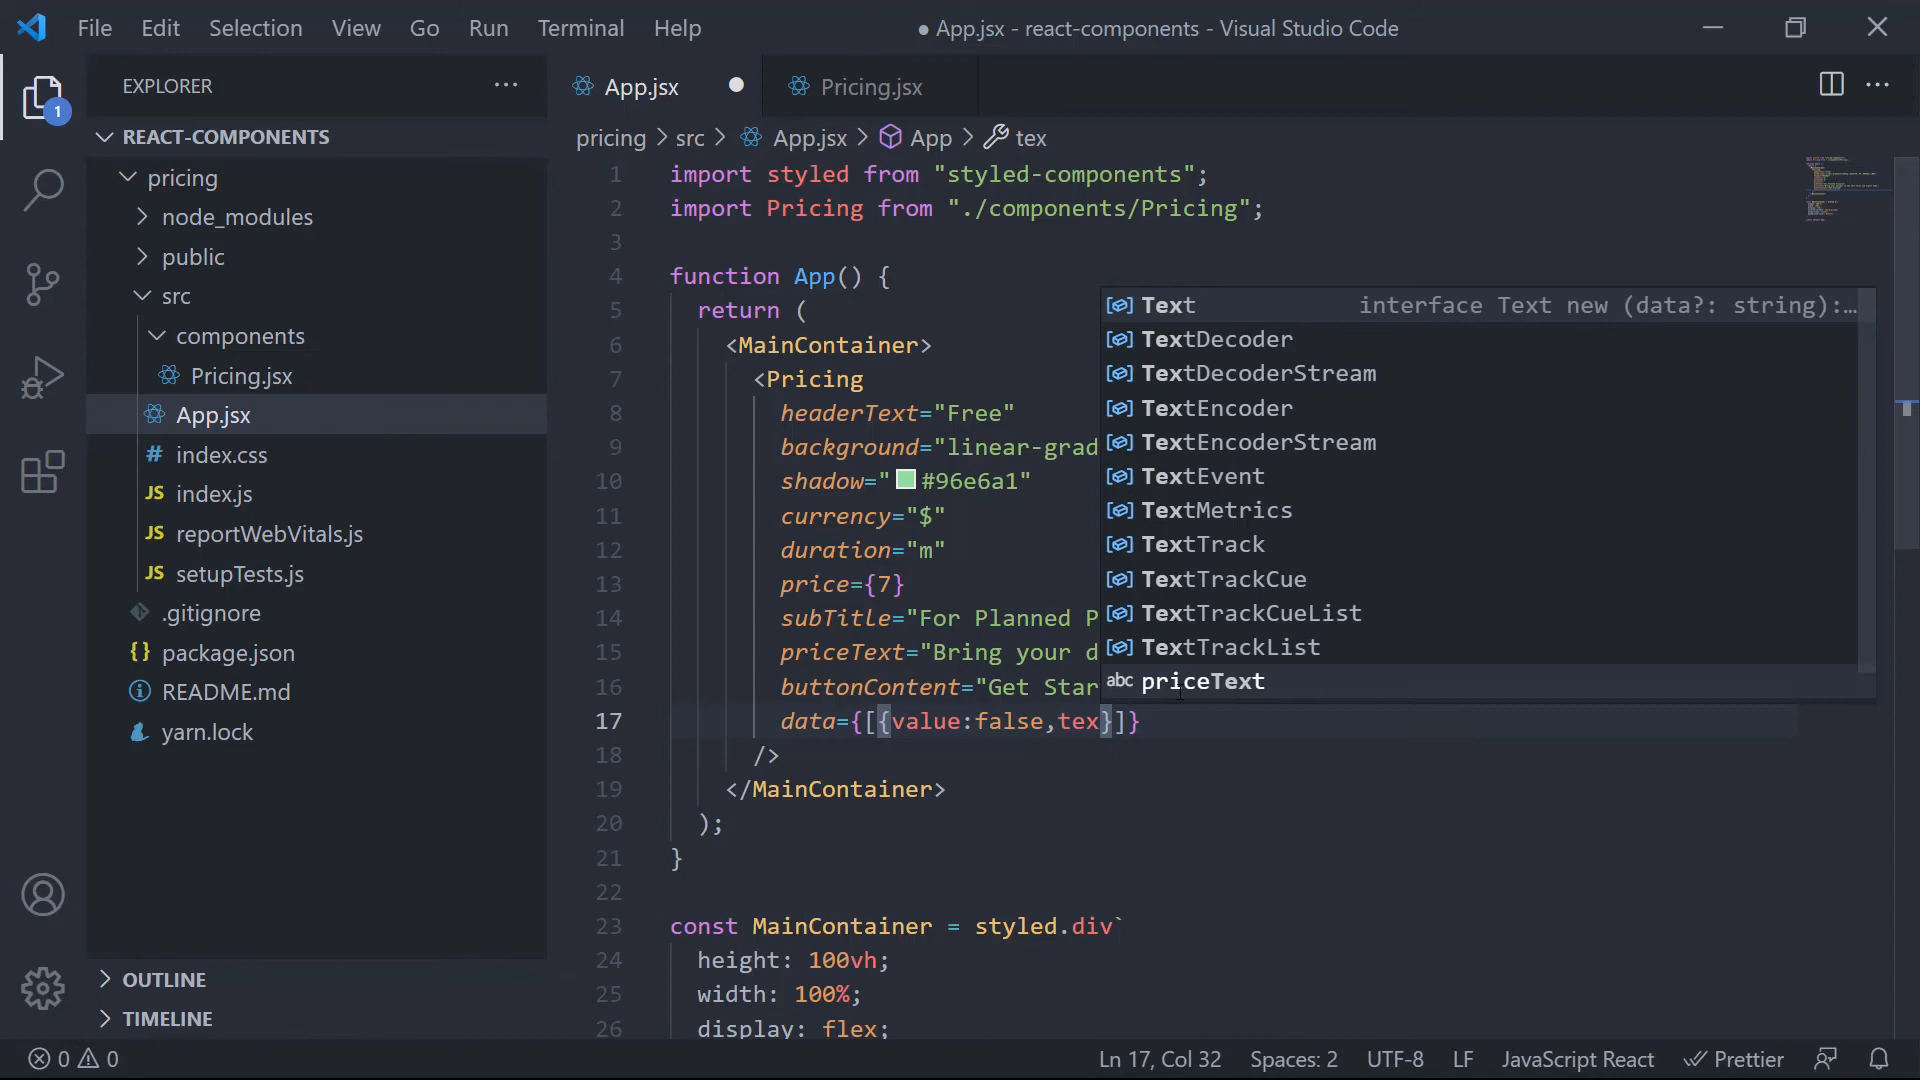 File Edit Selection View Go Run Terminal Help
● App.jsx - react-components - Visual Studio Code
EXPLORER
1
REACT-COMPONENTS
pricing
node_modules
public
src
components
Pricing.jsx
App.jsx
# index.css
JS index.js
JS reportWebVitals.js
JS setupTests.js
.gitignore
{} package.json
README.md
yarn.lock
OUTLINE
TIMELINE
App.jsx ● Pricing.jsx
pricing > src > App.jsx > App > tex
1 import styled from "styled-components";
2 import Pricing from "./components/Pricing";
3
4 function App() {
5 return (
6 <MainContainer>
7 <Pricing
8 headerText="Free"
9 background="linear-grad
10 shadow="#96e6a1"
11 currency="$"
12 duration="m"
13 price={7}
14 subTitle="For Planned P
15 priceText="Bring your d
16 buttonContent="Get Star
17 data={[{value:false,tex}]}
18 />
19 </MainContainer>
20 );
21 }
22
23 const MainContainer = styled.div`
24 height: 100vh;
25 width: 100%;
26 display: flex;
Text interface Text new (data?: string):…
TextDecoder
TextDecoderStream
TextEncoder
TextEncoderStream
TextEvent
TextMetrics
TextTrack
TextTrackCue
TextTrackCueList
TextTrackList
abc priceText
0 0 Ln 17, Col 32 Spaces: 2 UTF-8 LF JavaScript React Prettier